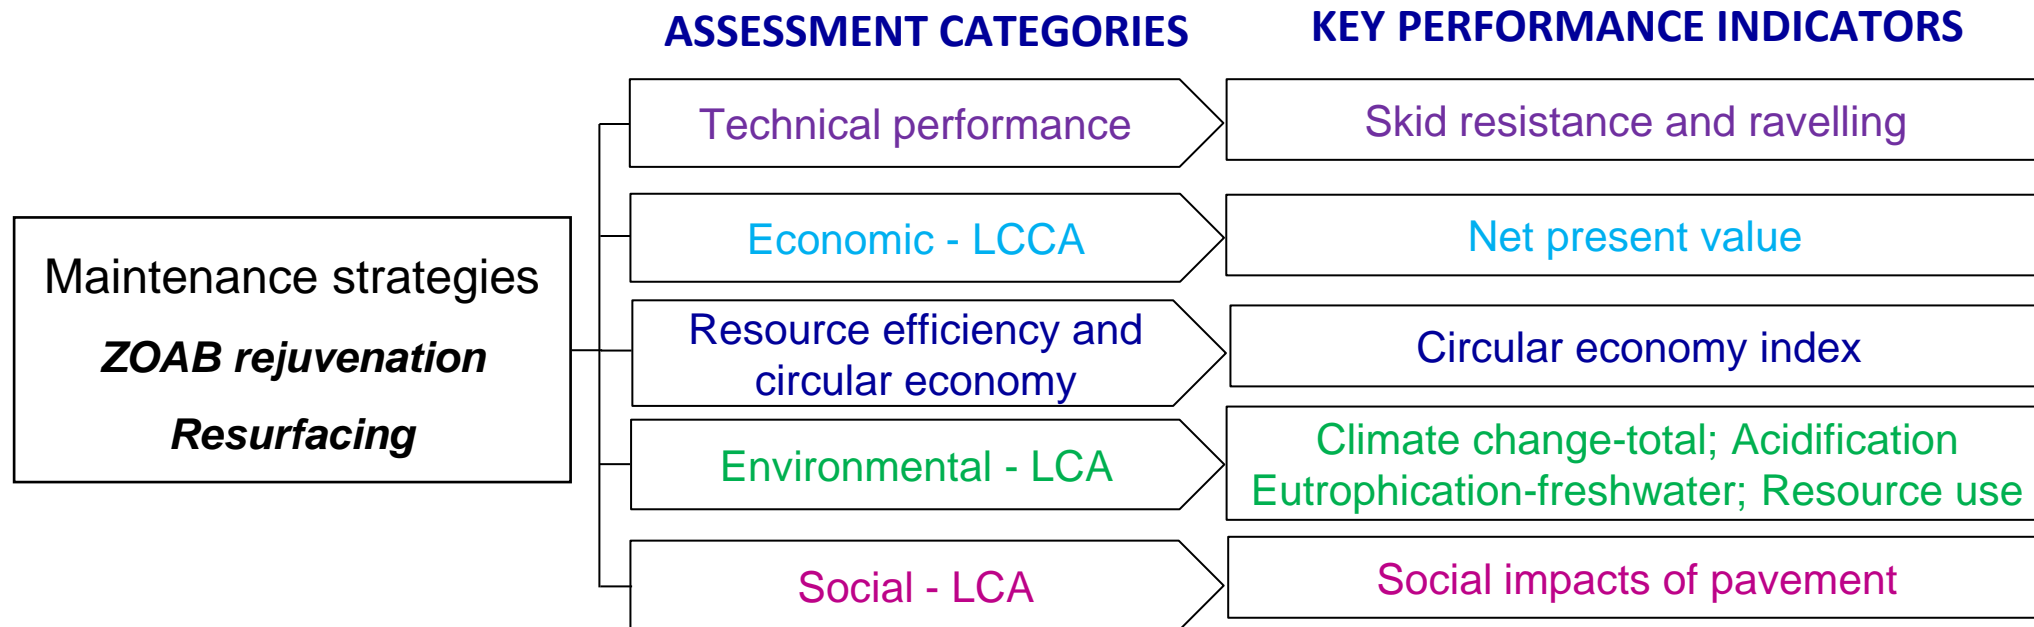 ASSESSMENT CATEGORIES
KEY PERFORMANCE INDICATORS
Maintenance strategies
ZOAB rejuvenation
Resurfacing
Technical performance
Skid resistance and ravelling
Economic - LCCA
Net present value
Resource efficiency and
circular economy
Circular economy index
Environmental - LCA
Climate change-total; Acidification
Eutrophication-freshwater; Resource use
Social - LCA
Social impacts of pavement